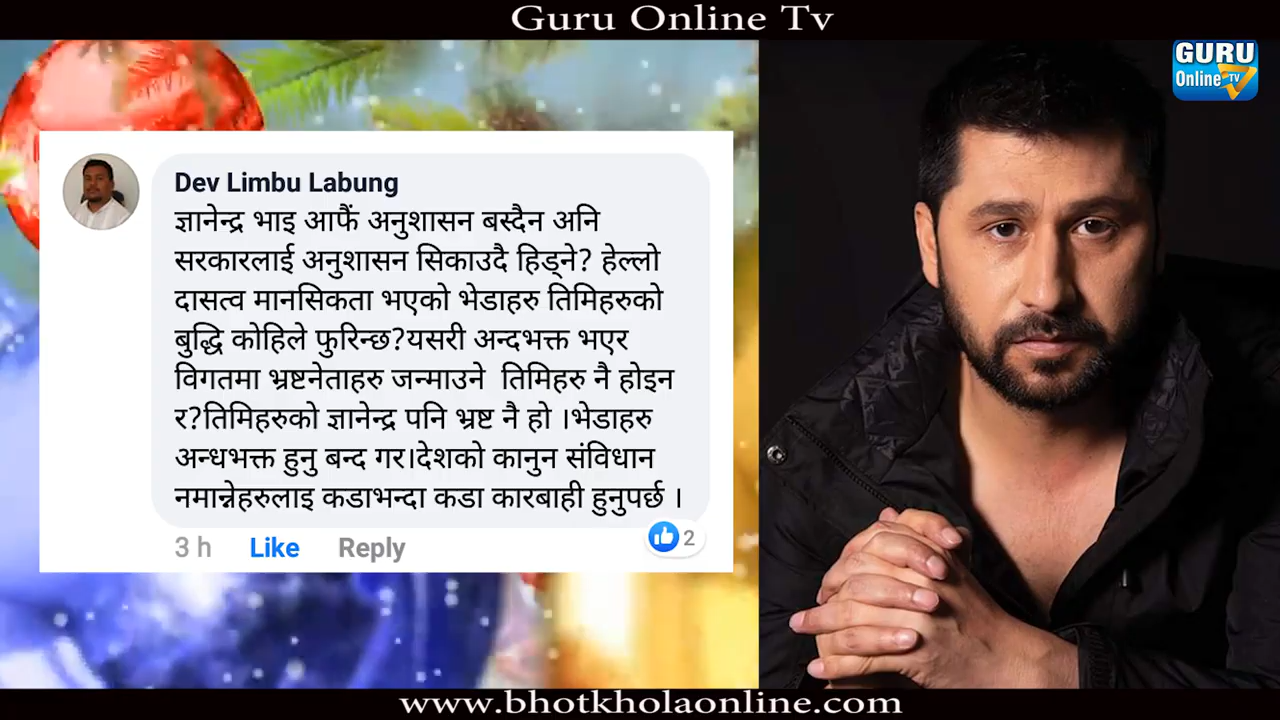 Guru Online Tv
GURU
Online TV
Dev Limbu Labung
ज्ञानेन्द्र भाइ आफैं अनुशासन बस्दैन अनि
सरकारलाई अनुशासन सिकाउदै हिड्ने? हेल्लो
दासत्व मानसिकता भएको भेडाहरु तिमिहरुको
बुद्धि कोहिले फुरिन्छ?यसरी अन्दभक्त भएर
विगतमा भ्रष्टनेताहरु जन्माउने  तिमिहरु नै होइन
र?तिमिहरुको ज्ञानेन्द्र पनि भ्रष्ट नै हो ।भेडाहरु
अन्धभक्त हुनु बन्द गर।देशको कानुन संविधान
नमान्नेहरुलाइ कडाभन्दा कडा कारबाही हुनुपर्छ ।
3 h Like Reply 2
www.bhotkholaonline.com